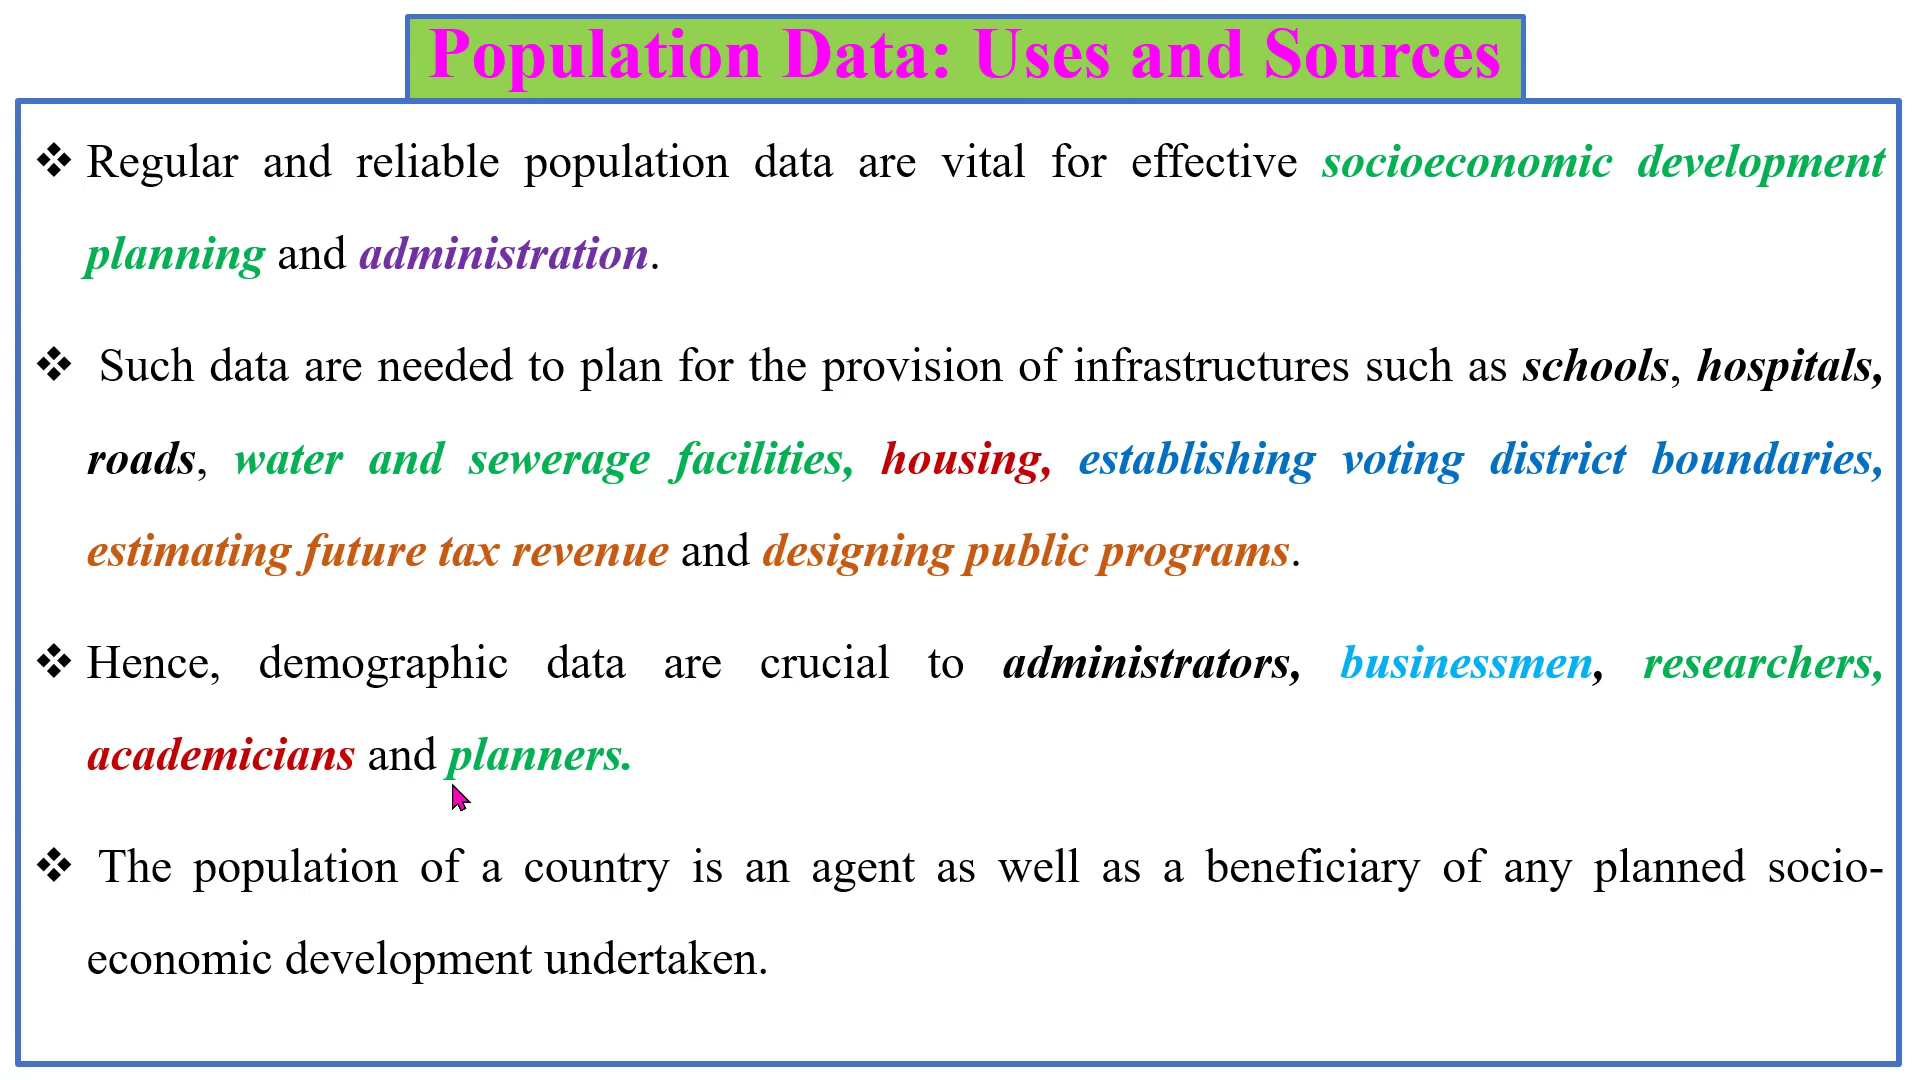 Population Data: Uses and Sources
❖ Regular and reliable population data are vital for effective socioeconomic development
planning and administration.
❖ Such data are needed to plan for the provision of infrastructures such as schools, hospitals,
roads, water and sewerage facilities, housing, establishing voting district boundaries,
estimating future tax revenue and designing public programs.
❖ Hence, demographic data are crucial to administrators, businessmen, researchers,
academicians and planners.
❖ The population of a country is an agent as well as a beneficiary of any planned socio-
economic development undertaken.